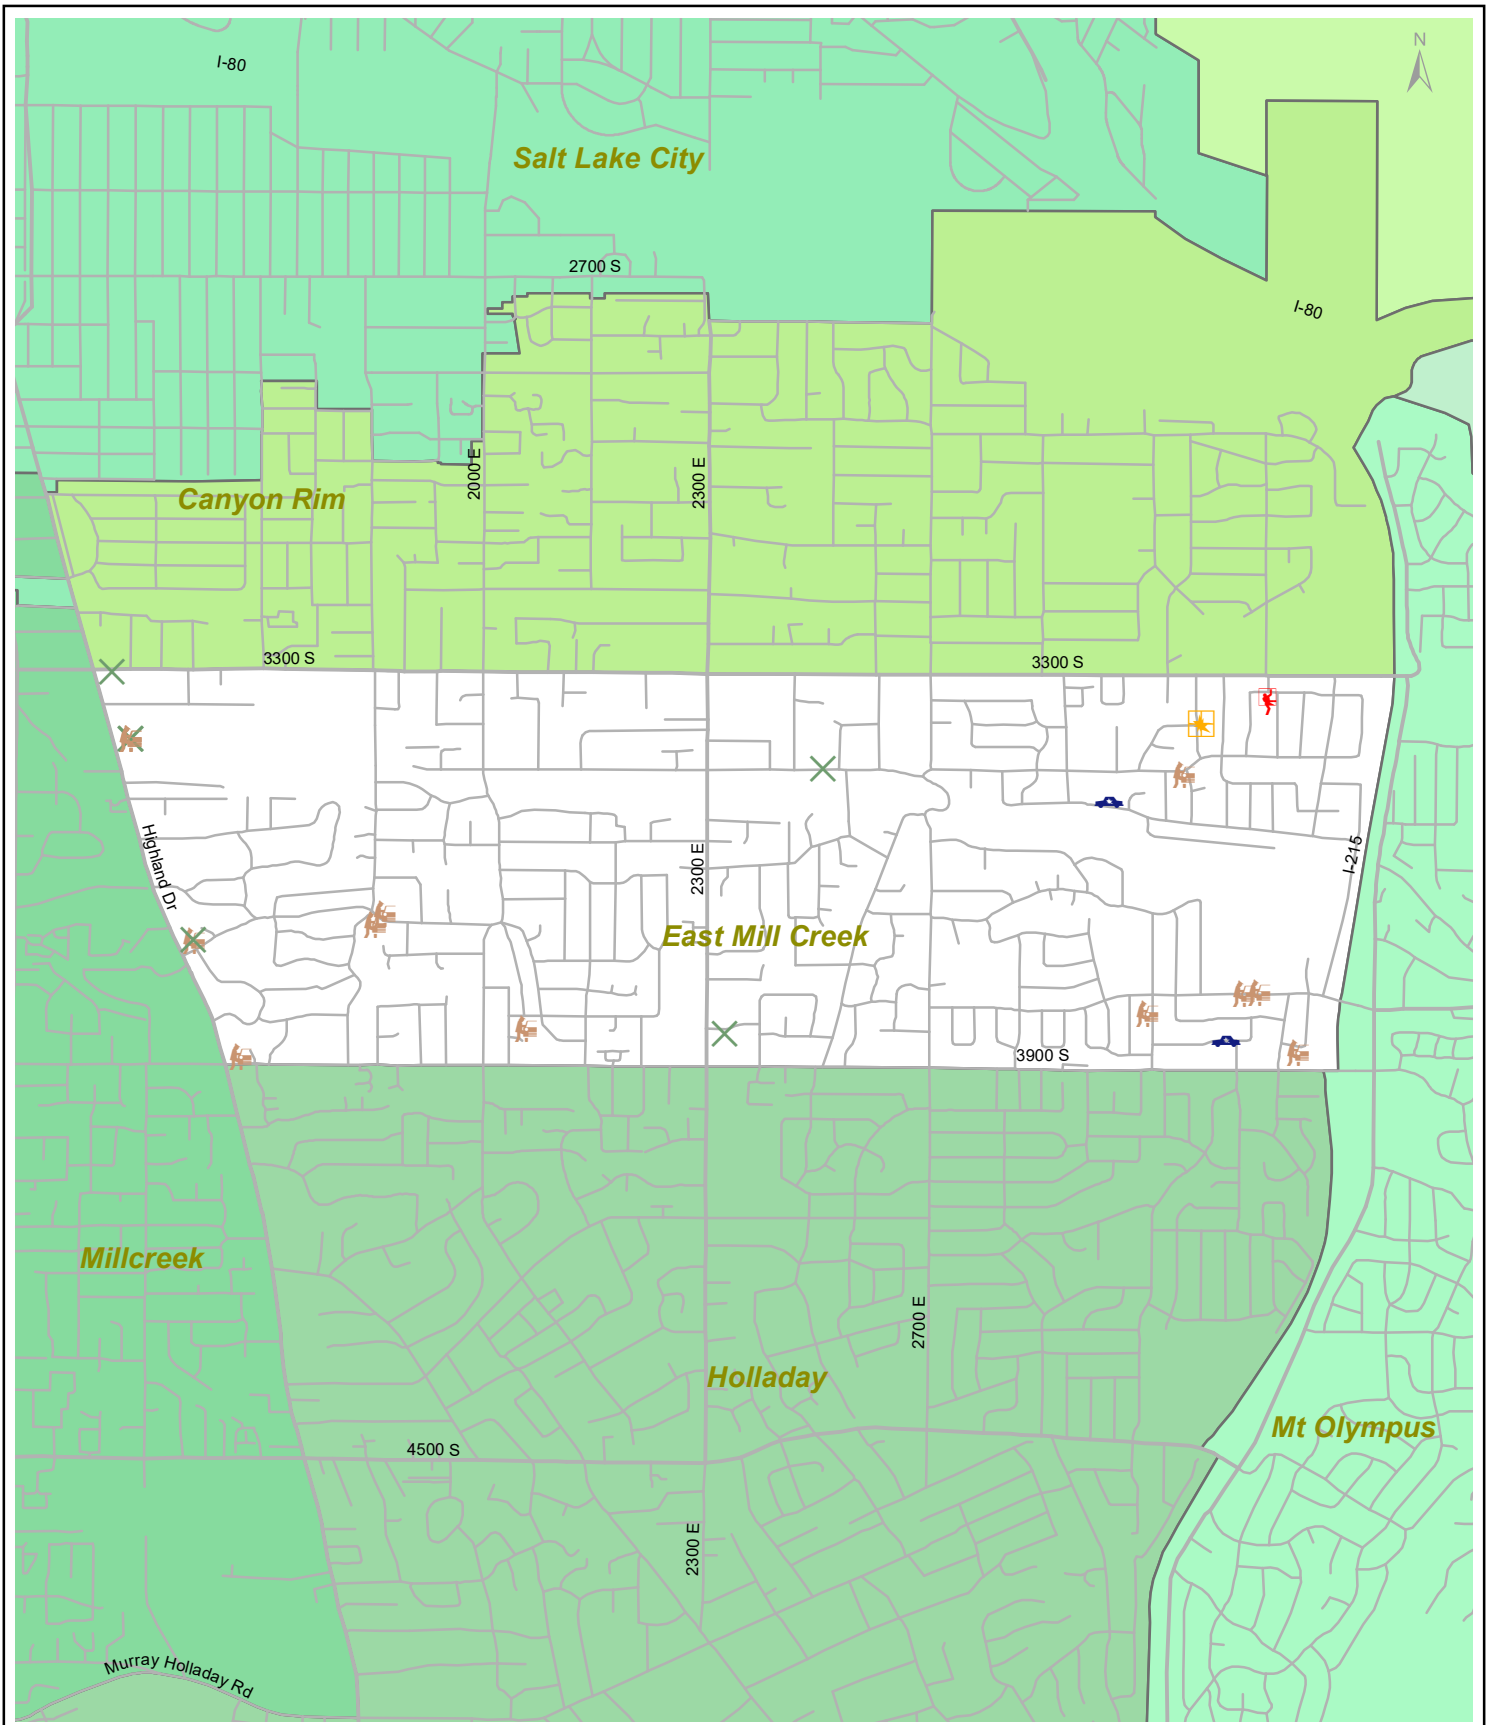 N
I-80
Salt Lake City
2700 S
I-80
2000 E
2300 E
Canyon Rim
3300 S
3300 S
Highland Dr
2300 E
I-215
East Mill Creek
3900 S
Millcreek
2700 E
Holladay
Mt Olympus
4500 S
2300 E
Murray Holladay Rd